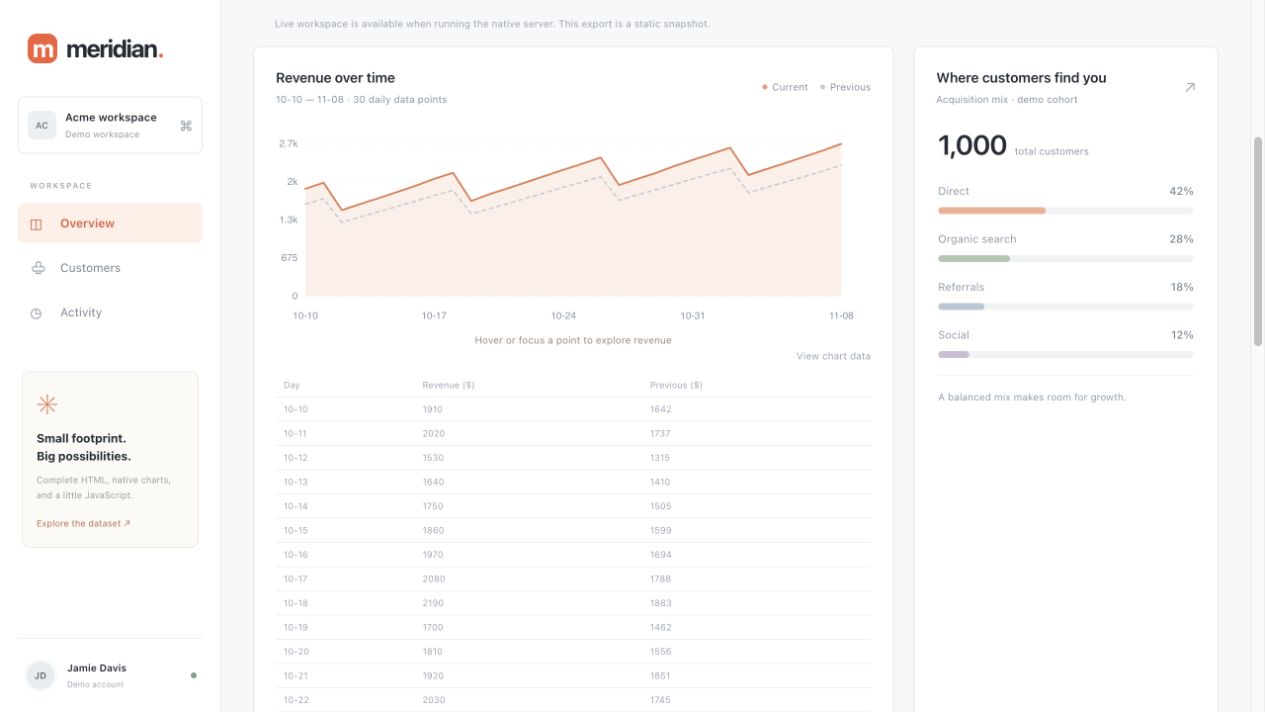 m meridian.
AC
Acme workspace
Demo workspace
⌘
WORKSPACE
Overview
Customers
Activity
Small footprint.
Big possibilities.
Complete HTML, native charts,
and a little JavaScript.
Explore the dataset ↗
JD
Jamie Davis
Demo account
Live workspace is available when running the native server. This export is a static snapshot.
Revenue over time
10-10 — 11-08 · 30 daily data points
Current Previous
2.7k
2k
1.3k
675
0
10-10 10-17 10-24 10-31 11-08
Hover or focus a point to explore revenue
View chart data
Day Revenue ($) Previous ($)
10-10 1910 1642
10-11 2020 1737
10-12 1530 1315
10-13 1640 1410
10-14 1750 1505
10-15 1860 1599
10-16 1970 1694
10-17 2080 1788
10-18 2190 1883
10-19 1700 1462
10-20 1810 1556
10-21 1920 1651
10-22 2030 1745
Where customers find you
Acquisition mix · demo cohort
↗
1,000 total customers
Direct 42%
Organic search 28%
Referrals 18%
Social 12%
A balanced mix makes room for growth.